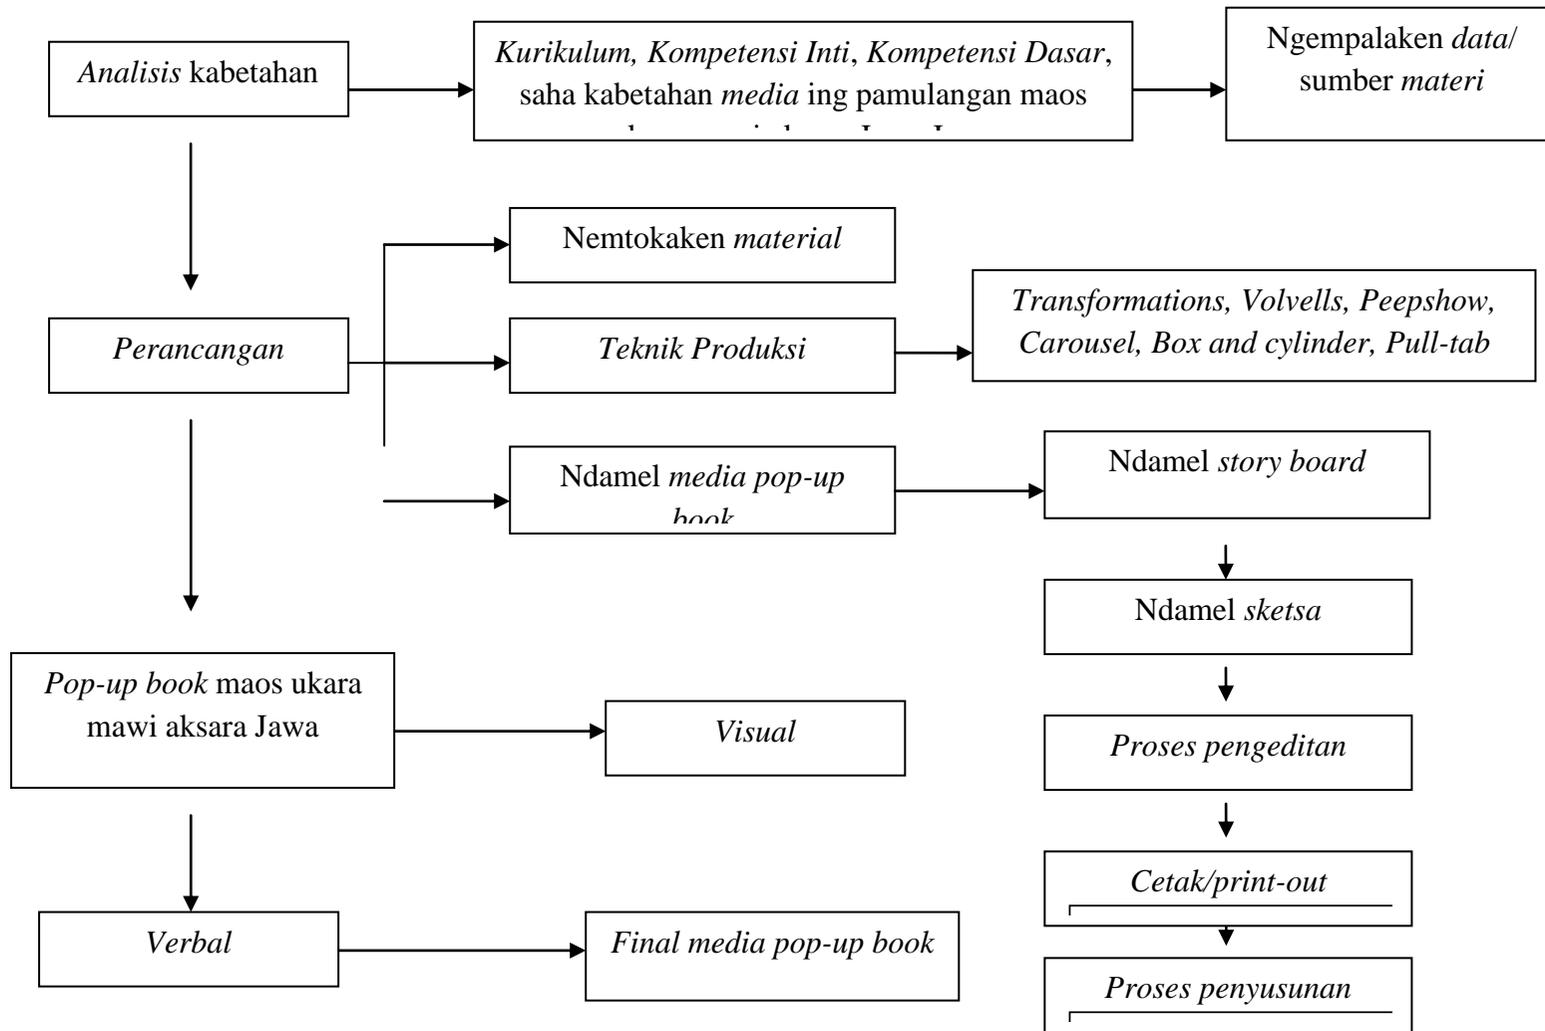 Analisis kabetahan
Kurikulum, Kompetensi Inti, Kompetensi Dasar,
saha kabetahan media ing pamulangan maos
Ngempalaken data/
sumber materi
Nemtokaken material
Perancangan
Teknik Produksi
Transformations, Volvells, Peepshow,
Carousel, Box and cylinder, Pull-tab
Ndamel media pop-up
book
Ndamel story board
Ndamel sketsa
Pop-up book maos ukara
mawi aksara Jawa
Visual
Proses pengeditan
Cetak/print-out
Verbal
Final media pop-up book
Proses penyusunan